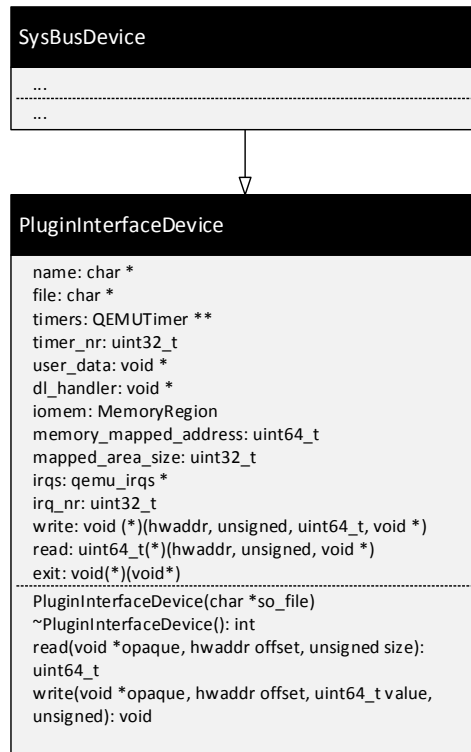 SysBusDevice
...
...
PluginInterfaceDevice
name: char *
file: char *
timers: QEMUTimer **
timer_nr: uint32_t
user_data: void *
dl_handler: void *
iomem: MemoryRegion
memory_mapped_address: uint64_t
mapped_area_size: uint32_t
irqs: qemu_irqs *
irq_nr: uint32_t
write: void (*)(hwaddr, unsigned, uint64_t, void *)
read: uint64_t(*)(hwaddr, unsigned, void *)
exit: void(*)(void*)
PluginInterfaceDevice(char *so_file)
~PluginInterfaceDevice(): int
read(void *opaque, hwaddr offset, unsigned size):
uint64_t
write(void *opaque, hwaddr offset, uint64_t value,
unsigned): void